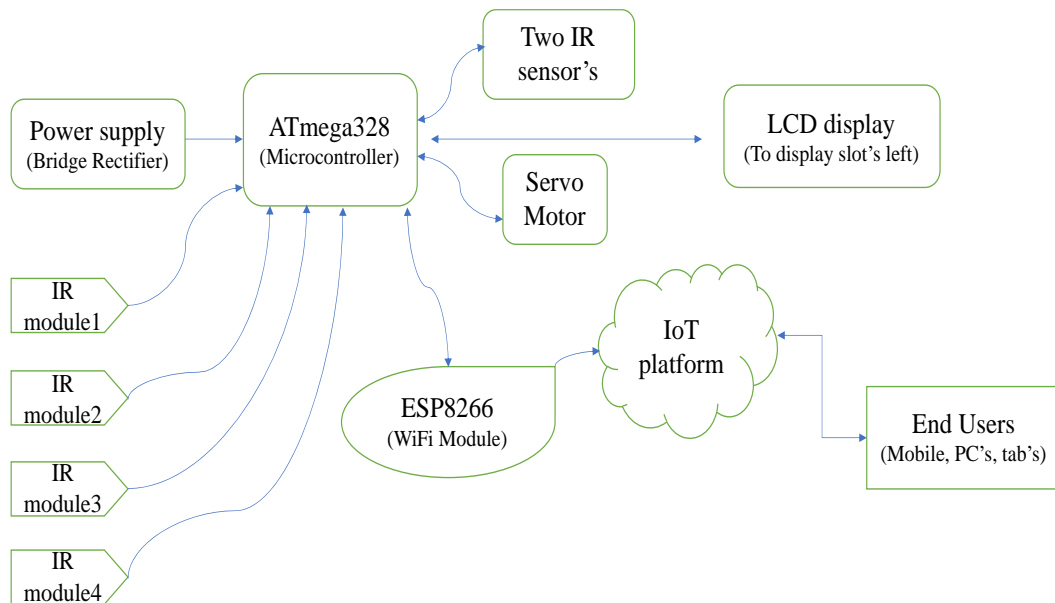 Two IR
sensor's
Power supply
(Bridge Rectifier)
ATmega328
(Microcontroller)
LCD display
(To display slot's left)
Servo
Motor
IR
module1
IR
module2
IR
module3
IR
module4
ESP8266
(WiFi Module)
IoT
platform
End Users
(Mobile, PC's, tab's)